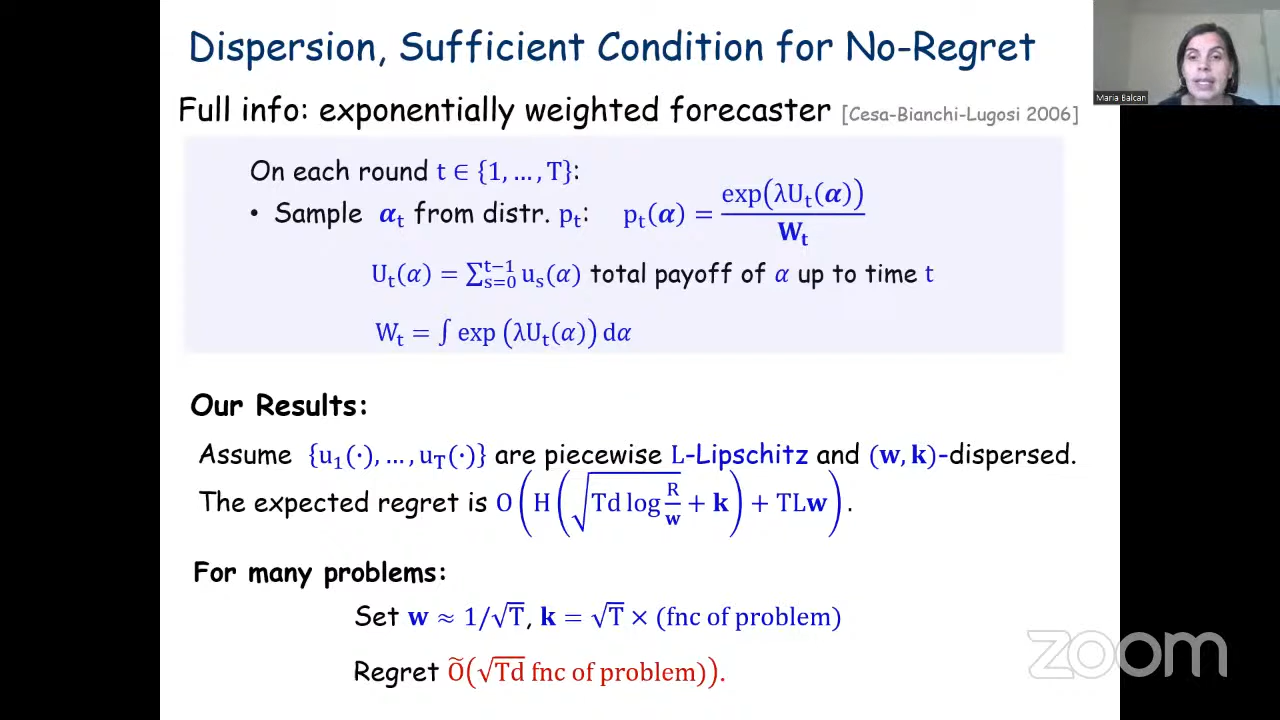 Dispersion, Sufficient Condition for No-Regret
Maria Balcan
Full info: exponentially weighted forecaster [Cesa-Bianchi-Lugosi 2006]
On each round t ∈ {1, … , T}:
• Sample α_t from distr. p_t: p_t(α) = exp(λU_t(α)) / W_t
U_t(α) = ∑_{s=0}^{t−1} u_s(α) total payoff of α up to time t
W_t = ∫ exp (λU_t(α)) dα
Our Results:
Assume {u_1(·), … , u_T(·)} are piecewise L-Lipschitz and (w, k)-dispersed.
The expected regret is O(H(√(Td log R/w) + k) + TLw).
For many problems:
Set w ≈ 1/√T, k = √T × (fnc of problem)
Regret Õ(√Td fnc of problem)).
zoom